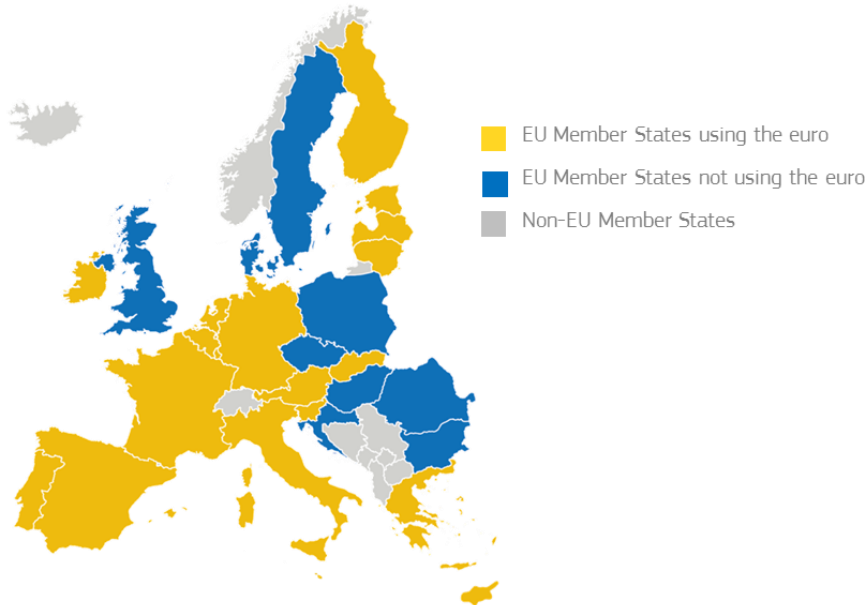 EU Member States using the euro
EU Member States not using the euro
Non-EU Member States